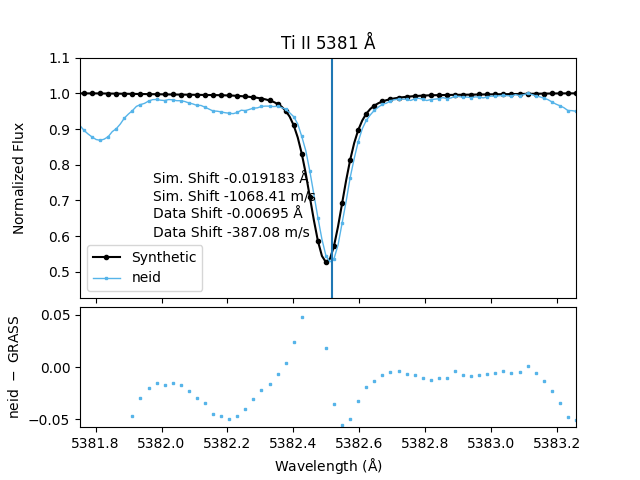 Ti II 5381 Å
1.1
1.0
0.9
0.8
0.7
0.6
0.5
Normalized Flux
Sim. Shift -0.019183 Å
Sim. Shift -1068.41 m/s
Data Shift -0.00695 Å
Data Shift -387.08 m/s
Synthetic
neid
0.05
0.00
−0.05
neid − GRASS
5381.8 5382.0 5382.2 5382.4 5382.6 5382.8 5383.0 5383.2
Wavelength (Å)